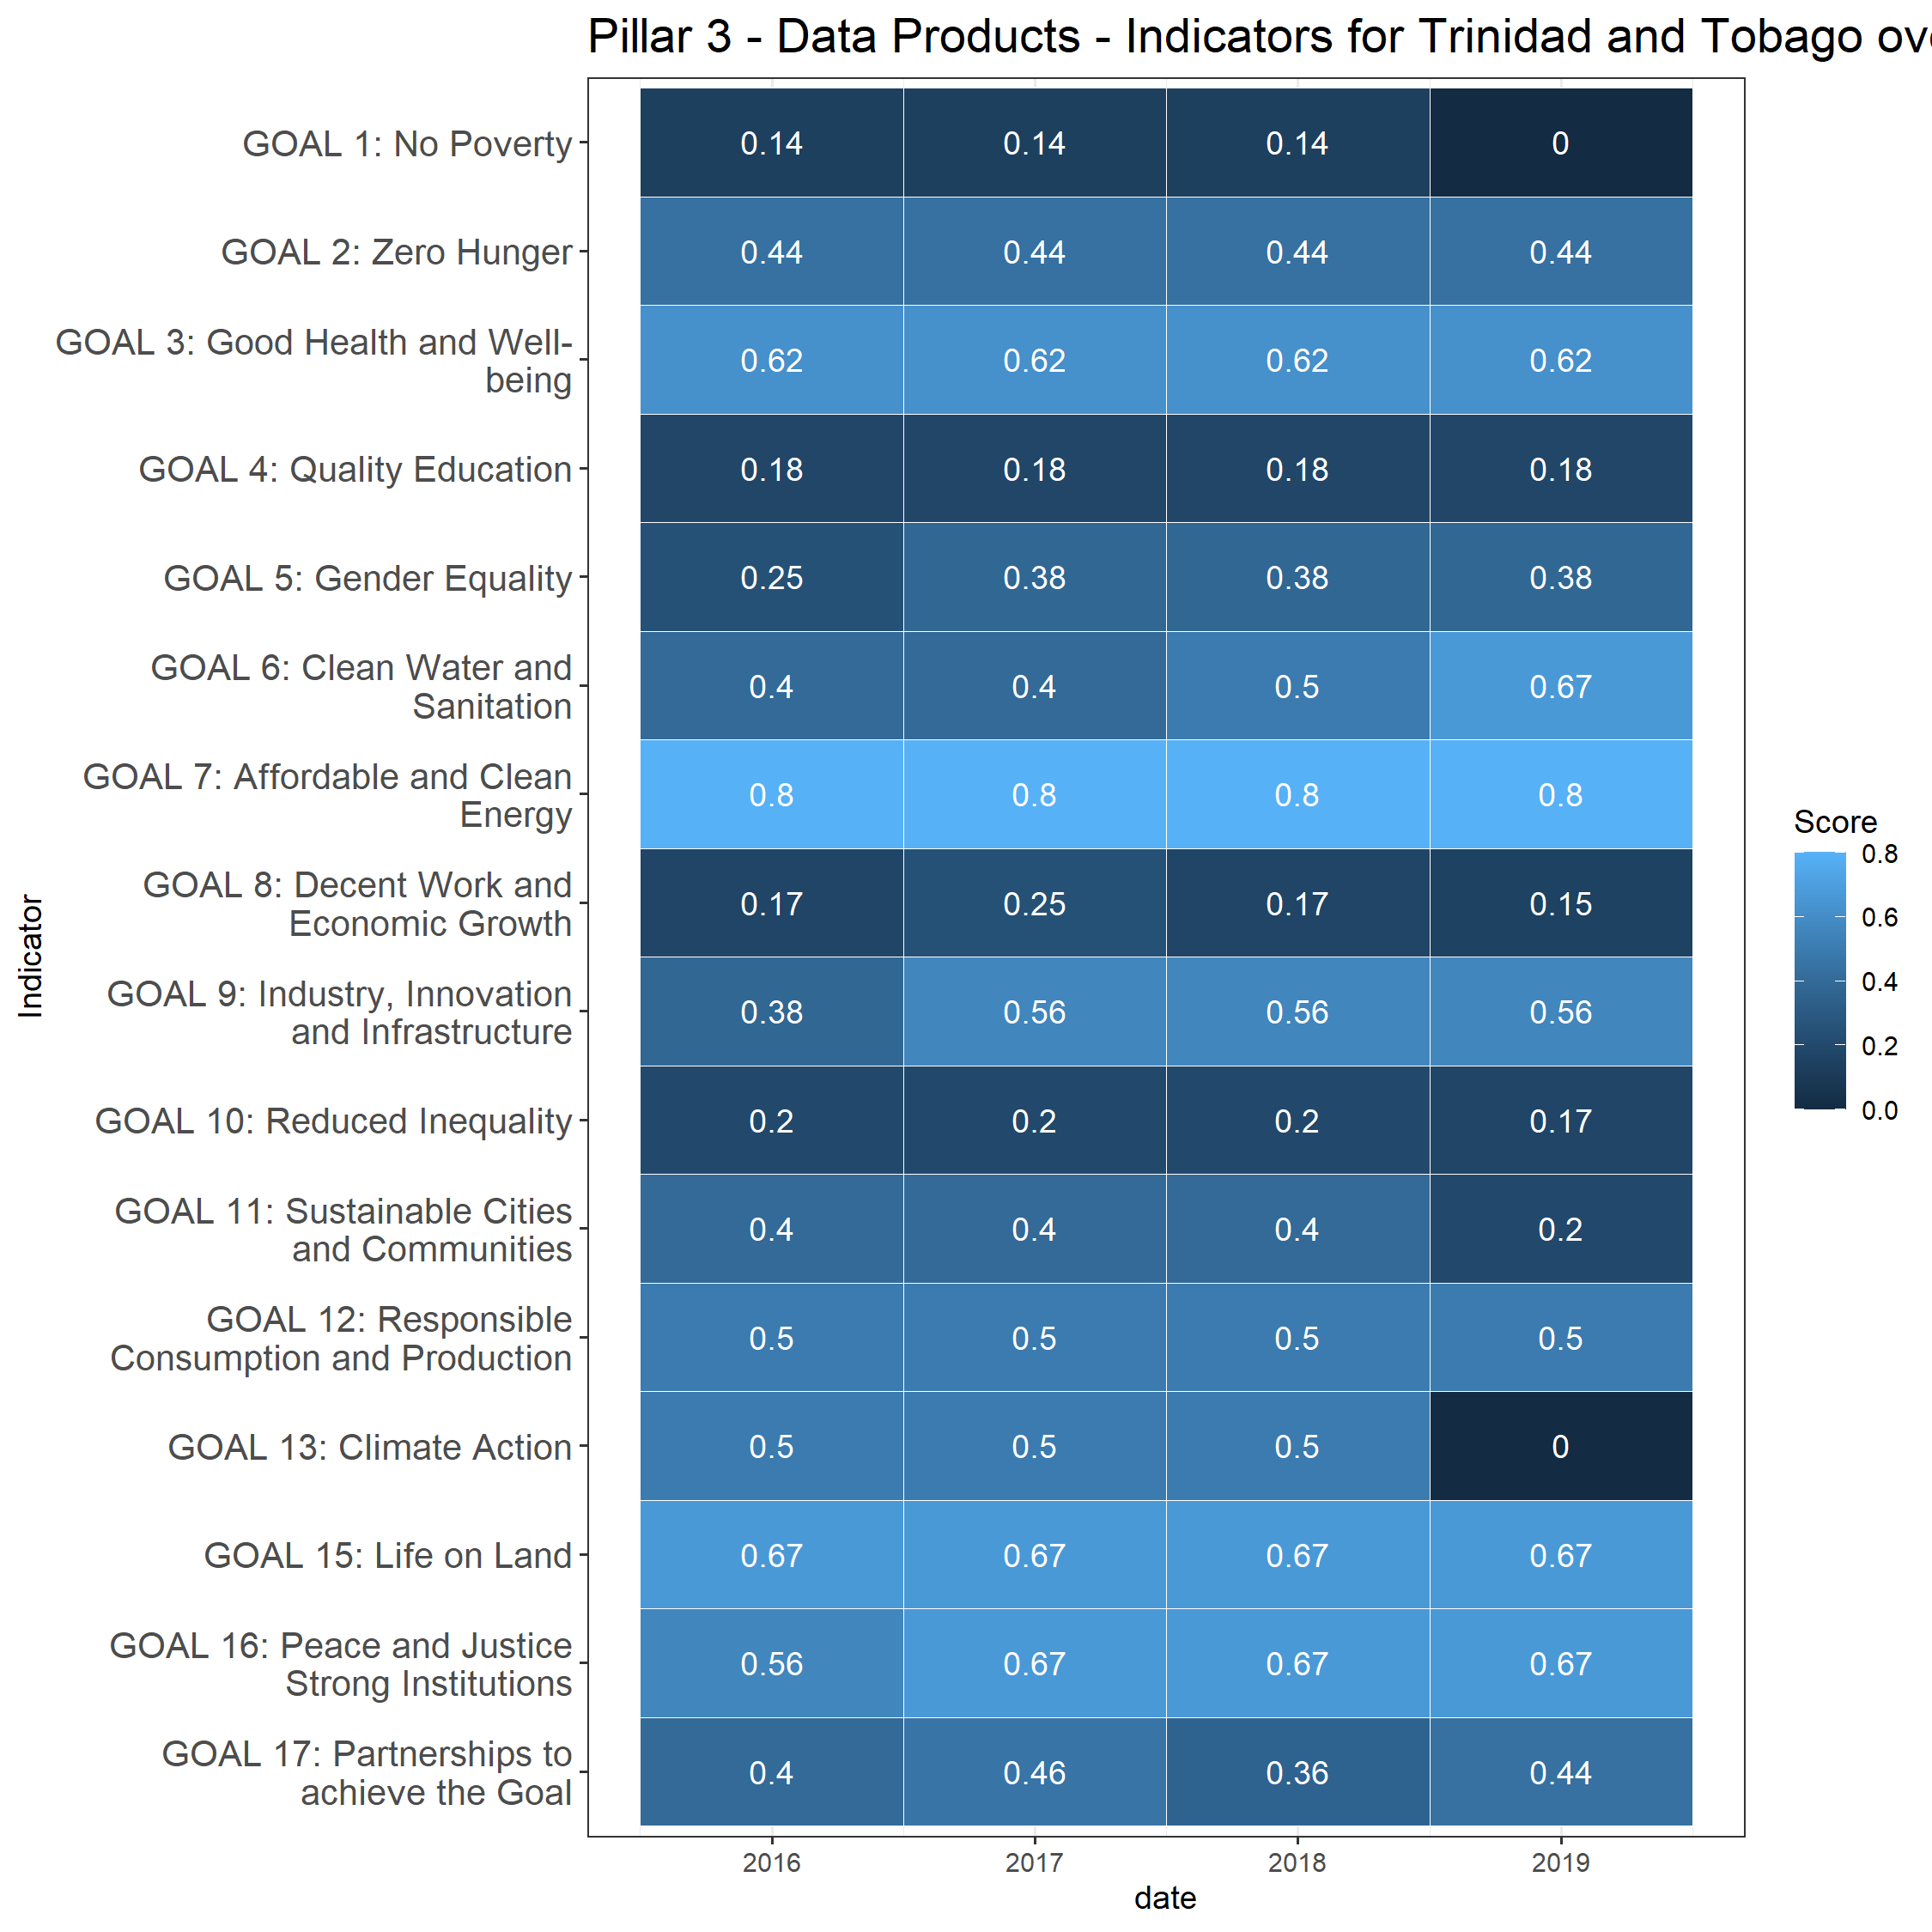 Pillar 3 - Data Products - Indicators for Trinidad and Tobago ov
GOAL 1: No Poverty 0.14 0.14 0.14 0
GOAL 2: Zero Hunger 0.44 0.44 0.44 0.44
GOAL 3: Good Health and Well-
being 0.62 0.62 0.62 0.62
GOAL 4: Quality Education 0.18 0.18 0.18 0.18
GOAL 5: Gender Equality 0.25 0.38 0.38 0.38
GOAL 6: Clean Water and
Sanitation 0.4 0.4 0.5 0.67
GOAL 7: Affordable and Clean
Energy 0.8 0.8 0.8 0.8
GOAL 8: Decent Work and
Economic Growth 0.17 0.25 0.17 0.15
GOAL 9: Industry, Innovation
and Infrastructure 0.38 0.56 0.56 0.56
GOAL 10: Reduced Inequality 0.2 0.2 0.2 0.17
GOAL 11: Sustainable Cities
and Communities 0.4 0.4 0.4 0.2
GOAL 12: Responsible
Consumption and Production 0.5 0.5 0.5 0.5
GOAL 13: Climate Action 0.5 0.5 0.5 0
GOAL 15: Life on Land 0.67 0.67 0.67 0.67
GOAL 16: Peace and Justice
Strong Institutions 0.56 0.67 0.67 0.67
GOAL 17: Partnerships to
achieve the Goal 0.4 0.46 0.36 0.44
2016 2017 2018 2019
date
Indicator
Score
0.8
0.6
0.4
0.2
0.0